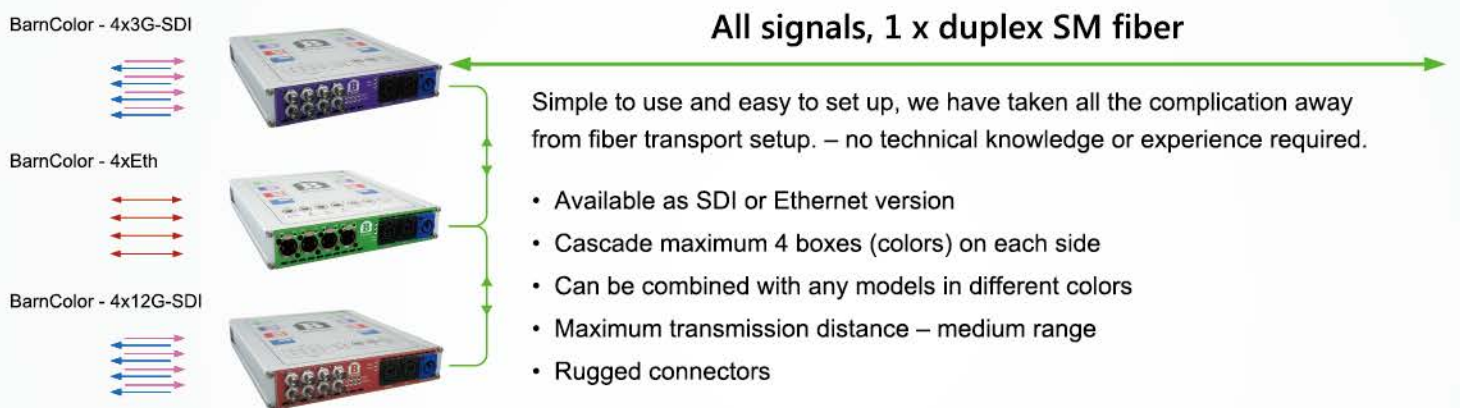 BarnColor - 4x3G-SDI
All signals, 1 x duplex SM fiber
Simple to use and easy to set up, we have taken all the complication away
from fiber transport setup. – no technical knowledge or experience required.
BarnColor - 4xEth
• Available as SDI or Ethernet version
• Cascade maximum 4 boxes (colors) on each side
• Can be combined with any models in different colors
BarnColor - 4x12G-SDI
• Maximum transmission distance – medium range
• Rugged connectors